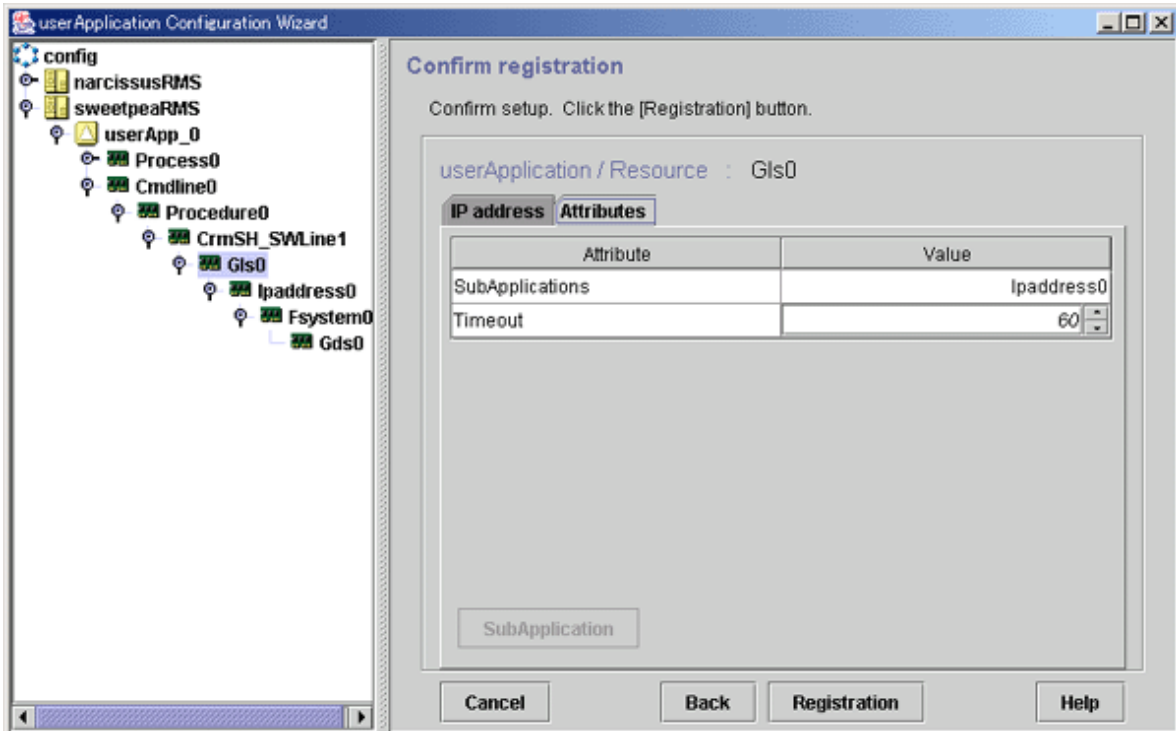 userApplication Configuration Wizard
config
narcissusRMS
sweetpeaRMS
userApp_0
Process0
Cmdline0
Procedure0
CrmSH_SWLine1
Gls0
Ipaddress0
Fsystem0
Gds0
Confirm registration
Confirm setup. Click the [Registration] button.
userApplication / Resource : Gls0
IP address Attributes
Attribute Value
SubApplications Ipaddress0
Timeout 60
SubApplication
Cancel Back Registration Help